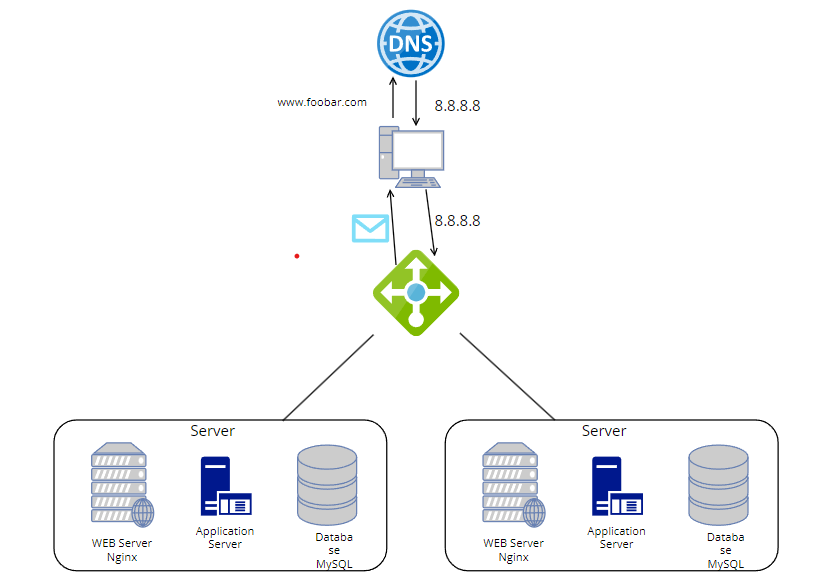 DNS
www.foobar.com
8.8.8.8
8.8.8.8
Server
WEB Server
Nginx
Application
Server
Databa
se
MySQL
Server
WEB Server
Nginx
Application
Server
Databa
se
MySQL